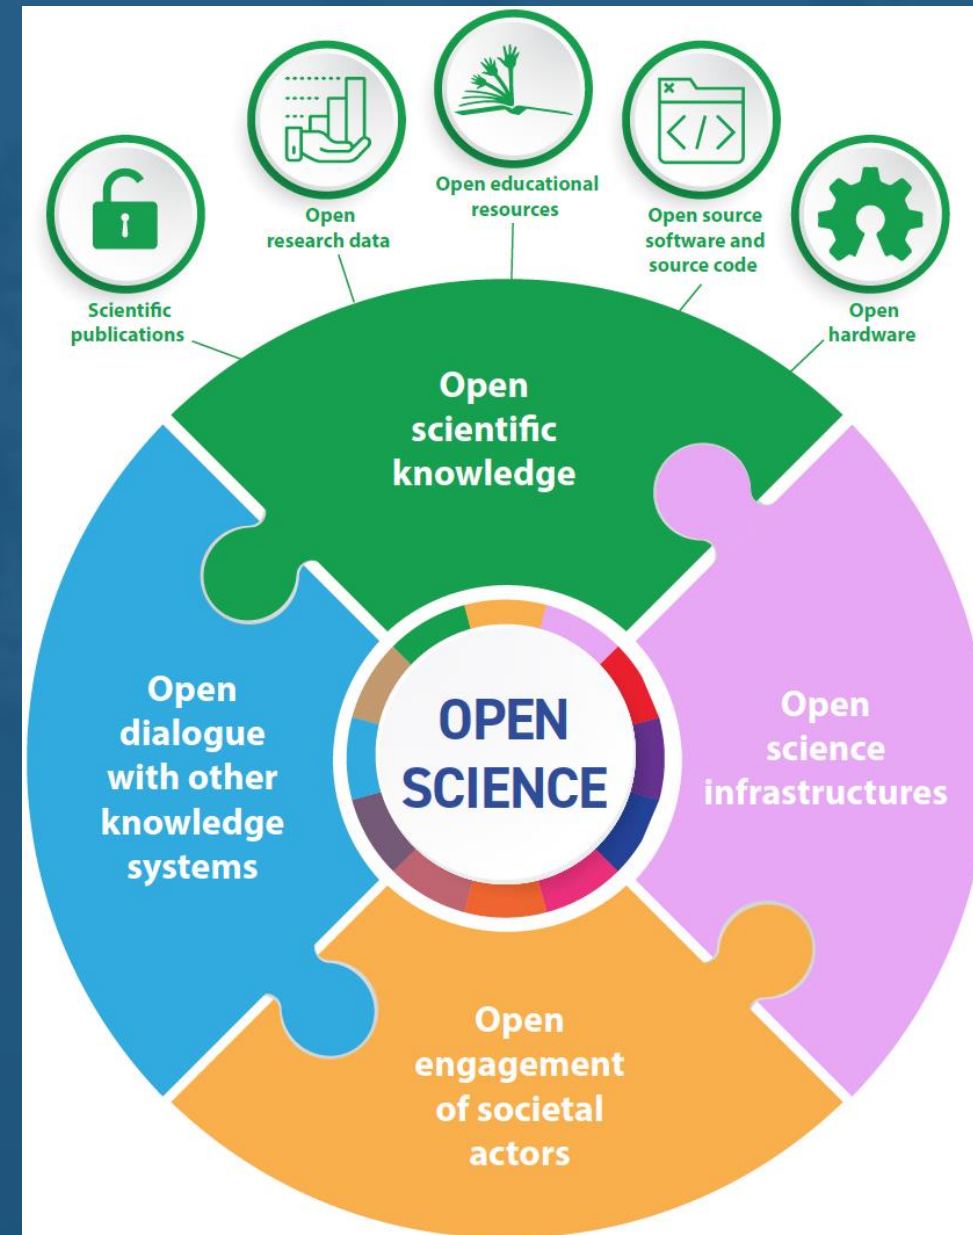 Scientific
publications
Open
research data
Open educational
resources
Open source
software and
source code
Open
hardware
Open
scientific
knowledge
Open
dialogue
with other
knowledge
systems
OPEN
SCIENCE
Open
science
infrastructures
Open
engagement
of societal
actors